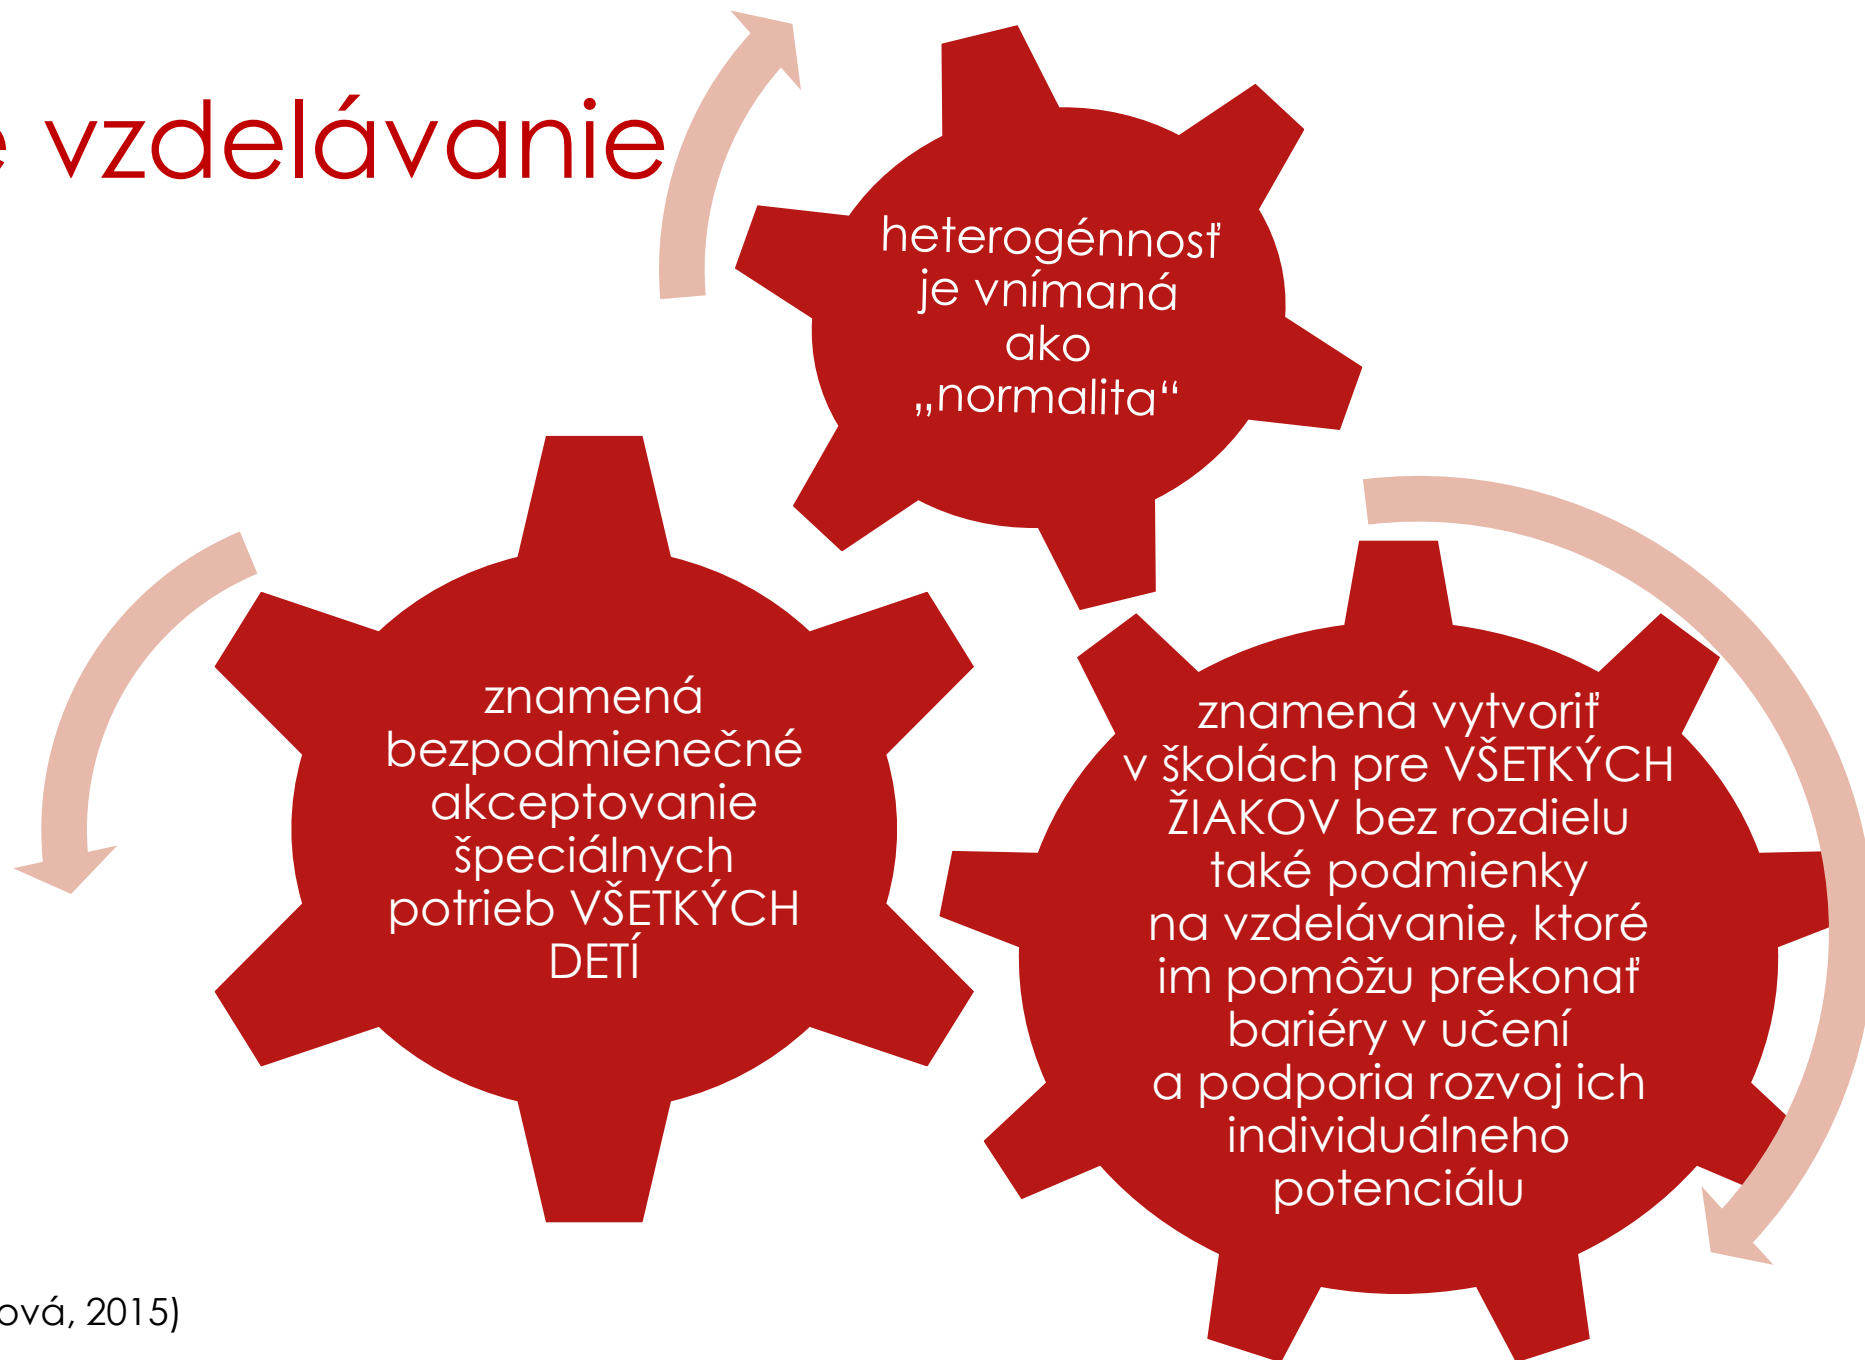 e vzdelávanie
heterogénnosť
je vnímaná
ako
„normalita“
znamená
bezpodmienečné
akceptovanie
špeciálnych
potrieb VŠETKÝCH
DETÍ
znamená vytvoriť
v školách pre VŠETKÝCH
ŽIAKOV bez rozdielu
také podmienky
na vzdelávanie, ktoré
im pomôžu prekonať
bariéry v učení
a podporia rozvoj ich
individuálneho
potenciálu
ová, 2015)